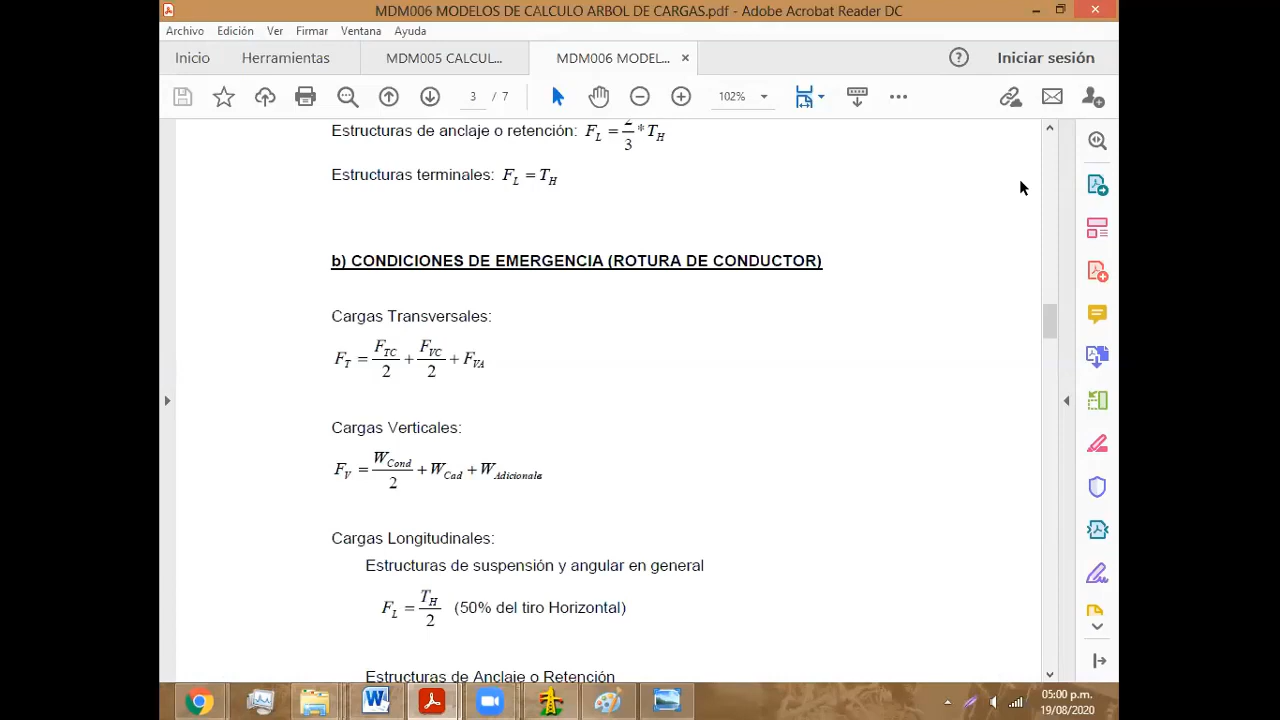 MDM006 MODELOS DE CALCULO ARBOL DE CARGAS.pdf - Adobe Acrobat Reader DC
Archivo Edición Ver Firmar Ventana Ayuda
Inicio Herramientas MDM005 CALCUL... MDM006 MODEL... × Iniciar sesión
3 / 7 102%
Estructuras de anclaje o retención: F_L = 2/3 * T_H
Estructuras terminales: F_L = T_H
b) CONDICIONES DE EMERGENCIA (ROTURA DE CONDUCTOR)
Cargas Transversales:
F_T = F_TC/2 + F_VC/2 + F_VA
Cargas Verticales:
F_V = W_Cond/2 + W_Cad + W_Adicionale
Cargas Longitudinales:
Estructuras de suspensión y angular en general
F_L = T_H/2 (50% del tiro Horizontal)
Estructuras de Anclaje o Retención
05:00 p.m.
19/08/2020